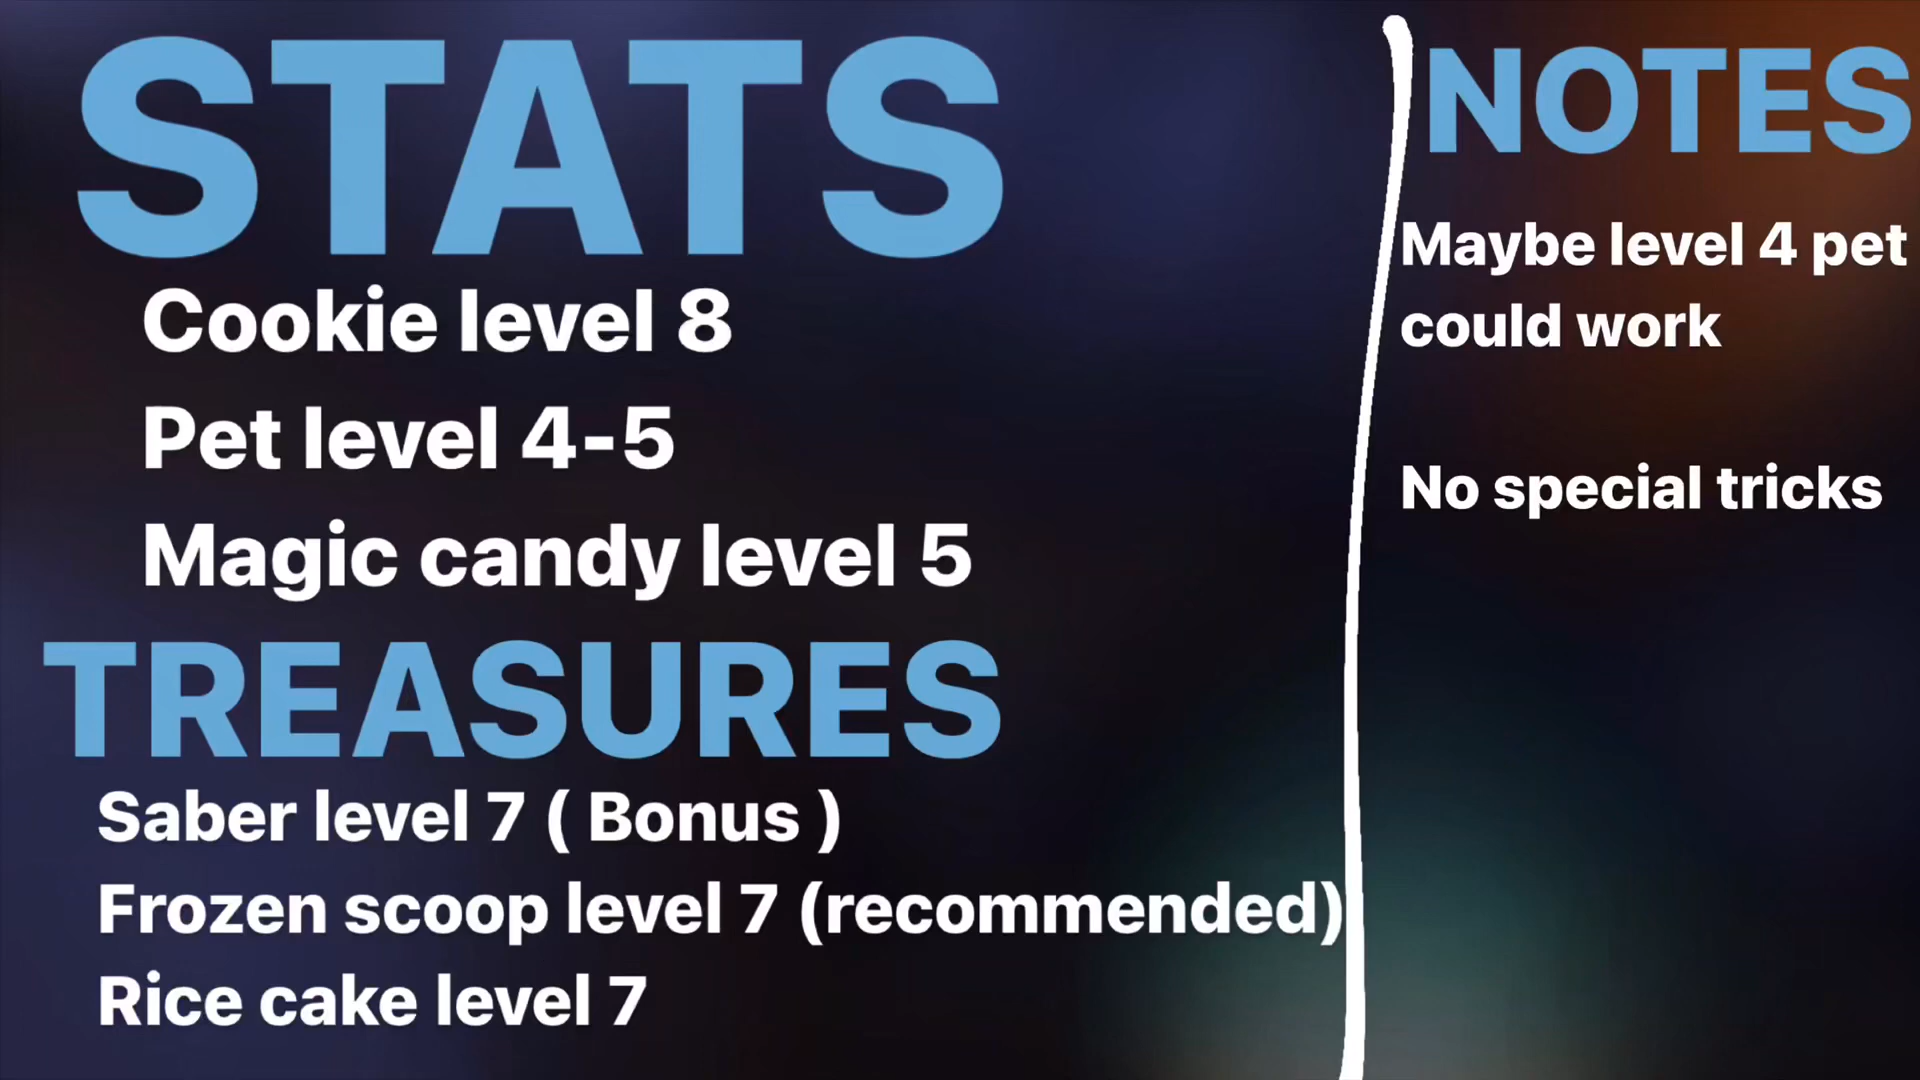 STATS
Cookie level 8
Pet level 4-5
Magic candy level 5
TREASURES
Saber level 7 ( Bonus )
Frozen scoop level 7 (recommended)
Rice cake level 7
NOTES
Maybe level 4 pet
could work
No special tricks